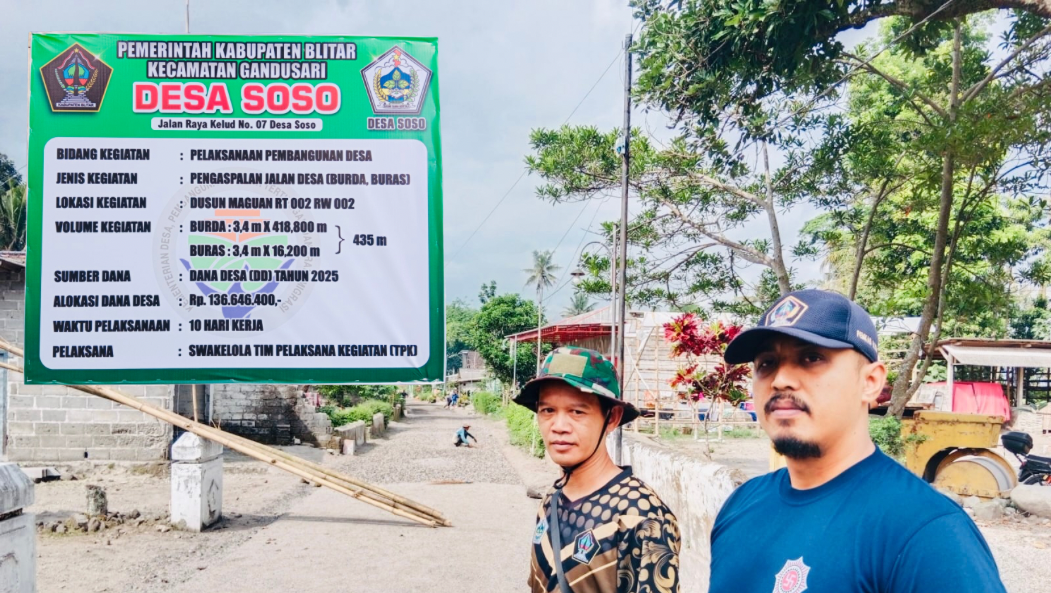 PEMERINTAH KABUPATEN BLITAR
KECAMATAN GANDUSARI
DESA SOSO
Jalan Raya Kelud No. 07 Desa Soso
KABUPATEN BLITAR
DESA SOSO
BIDANG KEGIATAN : PELAKSANAAN PEMBANGUNAN DESA
JENIS KEGIATAN : PENGASPALAN JALAN DESA (BURDA, BURAS)
LOKASI KEGIATAN : DUSUN MAGUAN RT 002 RW 002
VOLUME KEGIATAN : BURDA : 3,4 m X 418,800 m
BURAS : 3,4 m X 16,200 m } 435 m
SUMBER DANA : DANA DESA (DD) TAHUN 2025
ALOKASI DANA DESA : Rp. 136.646.400,-
WAKTU PELAKSANAAN : 10 HARI KERJA
PELAKSANA : SWAKELOLA TIM PELAKSANA KEGIATAN (TPK)